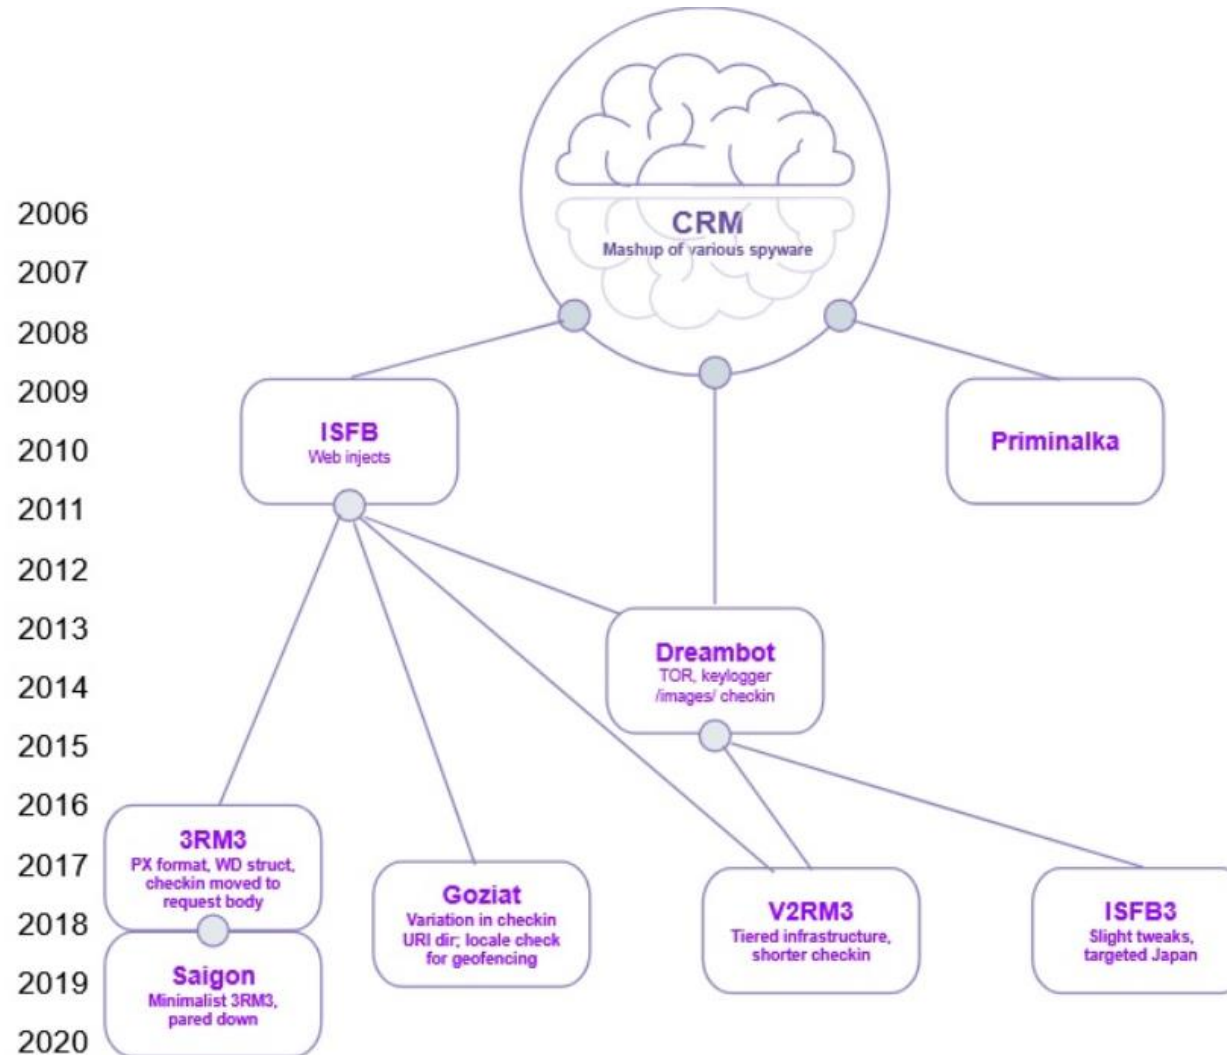 2006
2007
2008
2009
2010
2011
2012
2013
2014
2015
2016
2017
2018
2019
2020
CRM
Mashup of various spyware
ISFB
Web injects
Priminalka
Dreambot
TOR, keylogger
/images/ checkin
3RM3
PX format, WD struct,
checkin moved to
request body
Saigon
Minimalist 3RM3,
pared down
Goziat
Variation in checkin
URI dir; locale check
for geofencing
V2RM3
Tiered infrastructure,
shorter checkin
ISFB3
Slight tweaks,
targeted Japan